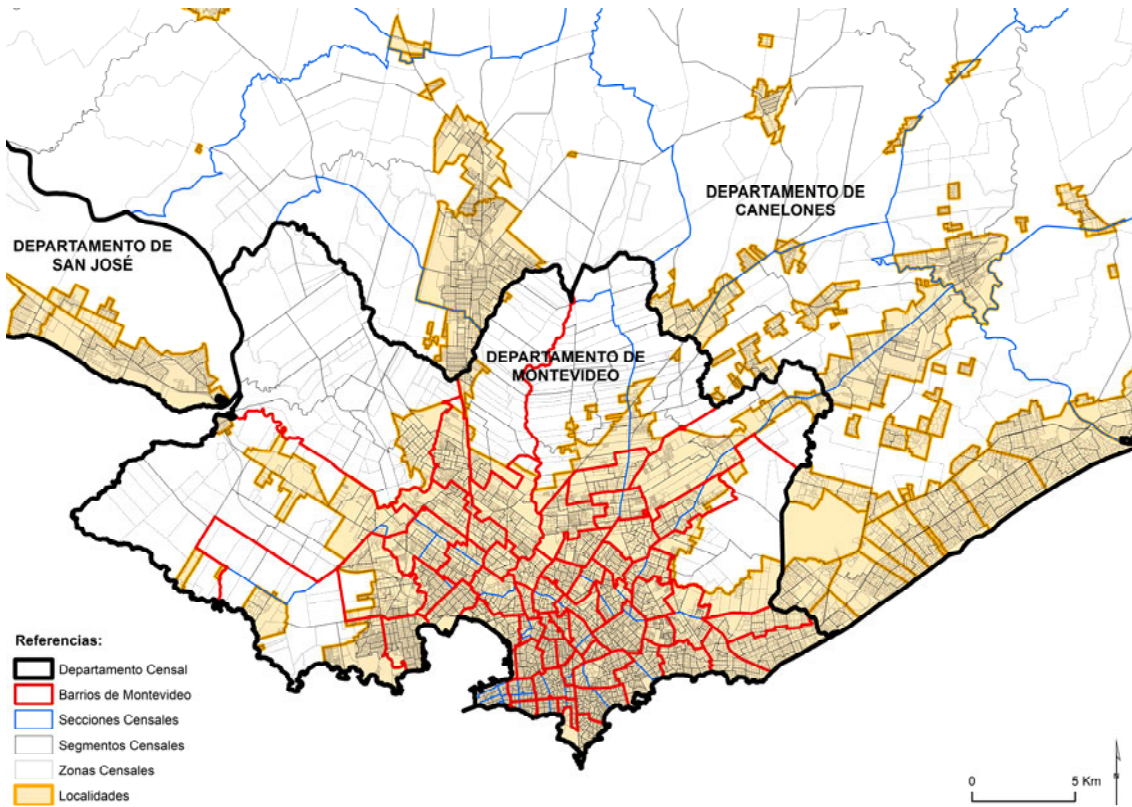 DEPARTAMENTO DE
CANELONES
DEPARTAMENTO DE
SAN JOSÉ
DEPARTAMENTO DE
MONTEVIDEO
Referencias:
Departamento Censal
Barrios de Montevideo
Secciones Censales
Segmentos Censales
Zonas Censales
Localidades
0 5 Km